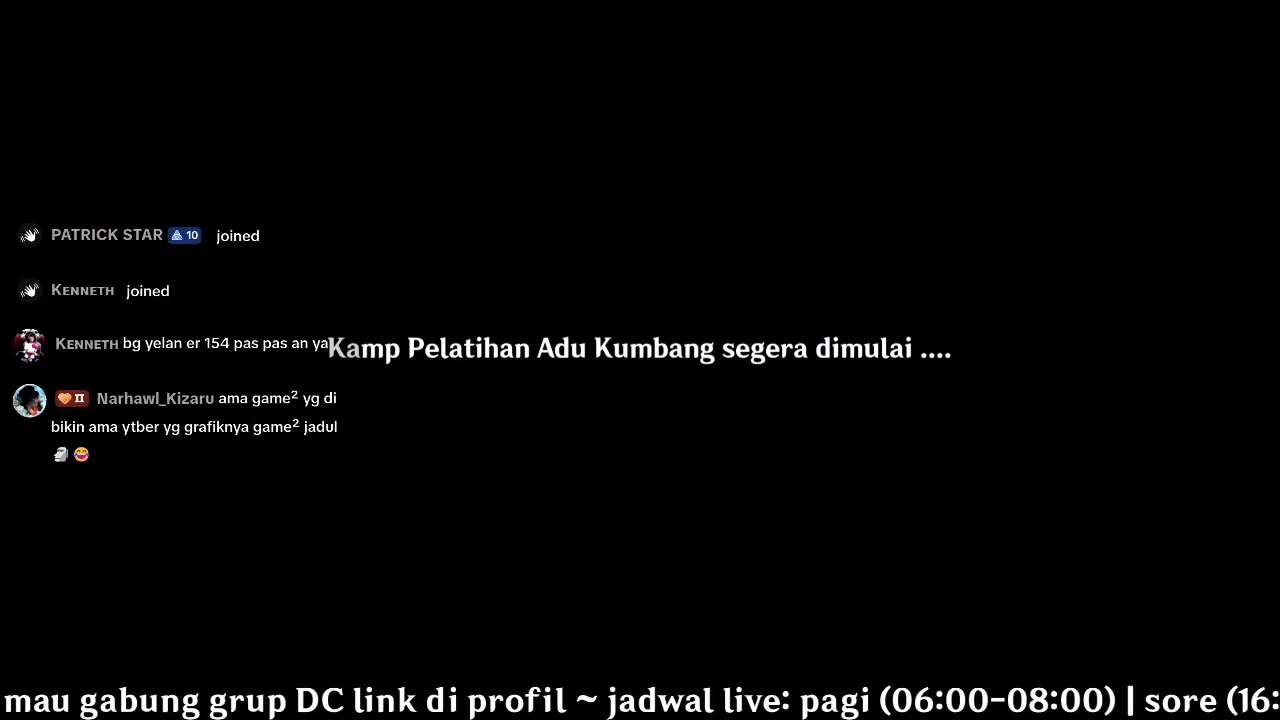 PATRICK STAR 10 joined
Kenneth joined
Kenneth bg yelan er 154 pas pas an ya
Kamp Pelatihan Adu Kumbang segera dimulai ....
II Narhawl_Kizaru ama game² yg di
bikin ama ytber yg grafiknya game² jadul
🗿 😂
mau gabung grup DC link di profil ~ jadwal live: pagi (06:00-08:00) | sore (16: